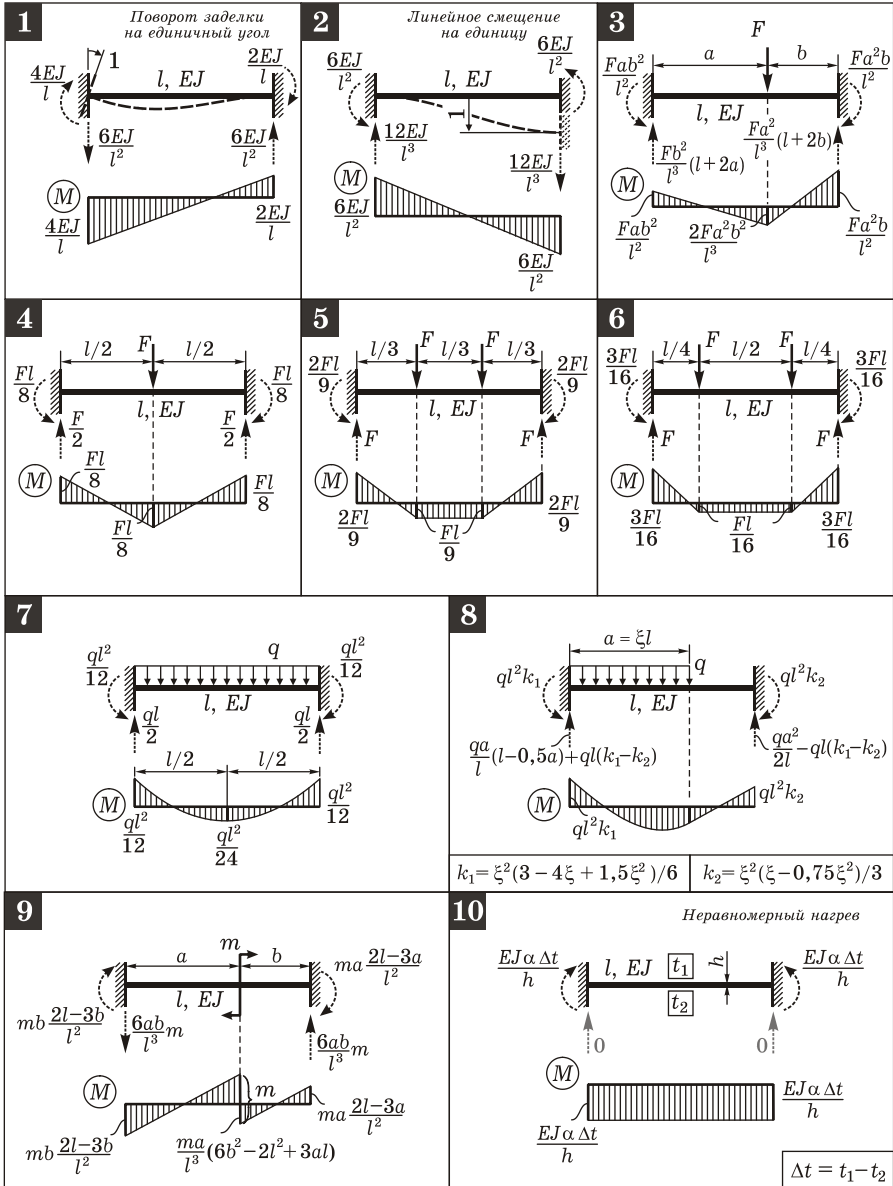 1
Поворот заделки
на единичный угол
4EJ/l
1
l, EJ
2EJ/l
6EJ/l²
6EJ/l²
M
4EJ/l
2EJ/l
2
Линейное смещение
на единицу
6EJ/l²
l, EJ
6EJ/l²
1
12EJ/l³
12EJ/l³
M
6EJ/l²
6EJ/l²
3
F
a
b
Fab²/l²
Fa²b/l²
l, EJ
Fb²/l³(l+2a)
Fa²/l³(l+2b)
M
Fab²/l²
2Fa²b²/l³
Fa²b/l²
4
F
l/2
l/2
Fl/8
Fl/8
l, EJ
F/2
F/2
M
Fl/8
Fl/8
Fl/8
5
F
F
l/3
l/3
l/3
2Fl/9
2Fl/9
l, EJ
F
F
M
2Fl/9
Fl/9
2Fl/9
6
F
F
l/4
l/2
l/4
3Fl/16
3Fl/16
l, EJ
F
F
M
3Fl/16
Fl/16
3Fl/16
7
ql²/12
q
ql²/12
l, EJ
ql/2
ql/2
l/2
l/2
M
ql²/12
ql²/24
ql²/12
8
a = ξl
q
ql²k₁
ql²k₂
l, EJ
qa/l(l−0,5a)+ql(k₁−k₂)
qa²/2l−ql(k₁−k₂)
M
ql²k₁
ql²k₂
k₁=ξ²(3−4ξ+1,5ξ²)/6
k₂=ξ²(ξ−0,75ξ²)/3
9
m
a
b
ma 2l−3a/l²
l, EJ
mb 2l−3b/l²
6ab/l³ m
6ab/l³ m
M
m
ma 2l−3a/l²
mb 2l−3b/l²
ma/l³(6b²−2l²+3al)
10
Неравномерный нагрев
EJαΔt/h
l, EJ
t₁
h
EJαΔt/h
t₂
0
0
M
EJαΔt/h
EJαΔt/h
Δt = t₁−t₂